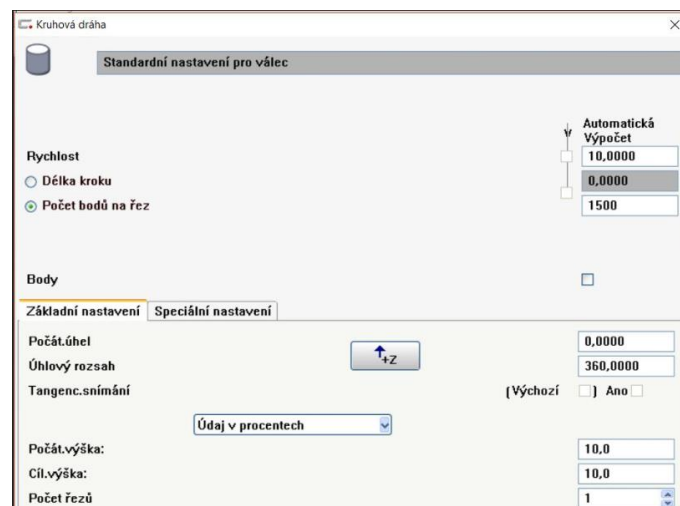 Kruhová dráha
Standardní nastavení pro válec
Automatická
Výpočet
Rychlost 10,0000
Délka kroku 0,0000
Počet bodů na řez 1500
Body
Základní nastavení Speciální nastavení
Počát.úhel 0,0000
+Z
Úhlový rozsah 360,0000
Tangenc.snímání (Výchozí ) Ano
Údaj v procentech
Počát.výška: 10,0
Cíl.výška: 10,0
Počet řezů 1